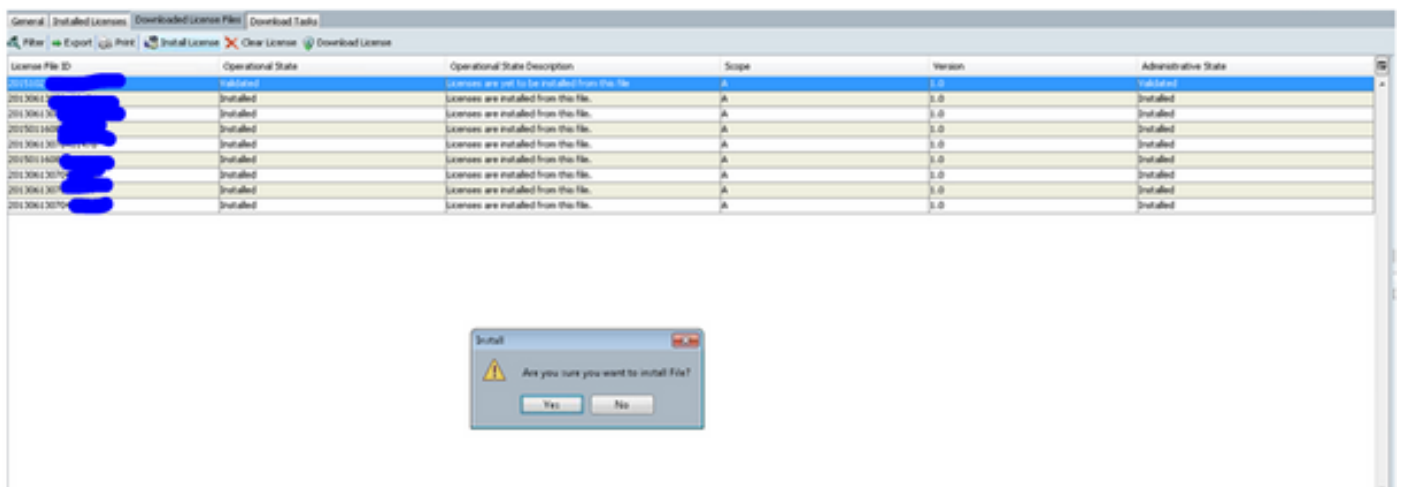 General Installed Licenses Downloaded License Files Download Tasks
Filter Export Print Install License Clear License Download License
License File ID Operational State Operational State Description Scope Version Administrative State
Validated Licenses are yet to be installed from this file A 1.0 Validated
Installed Licenses are installed from this file. A 1.0 Installed
Installed Licenses are installed from this file. A 1.0 Installed
Installed Licenses are installed from this file. A 1.0 Installed
Installed Licenses are installed from this file. A 1.0 Installed
Installed Licenses are installed from this file. A 1.0 Installed
Installed Licenses are installed from this file. A 1.0 Installed
Installed Licenses are installed from this file. A 1.0 Installed
Installed Licenses are installed from this file. A 1.0 Installed
Install
Are you sure you want to install File?
Yes No